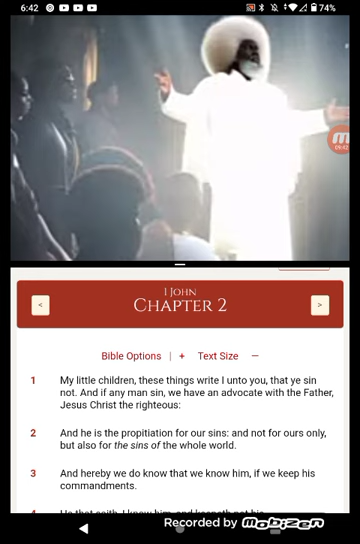 6:42
74%
09:42
I JOHN
CHAPTER 2
<
>
Bible Options | + Text Size −
1 My little children, these things write I unto you, that ye sin
not. And if any man sin, we have an advocate with the Father,
Jesus Christ the righteous:
2 And he is the propitiation for our sins: and not for ours only,
but also for the sins of the whole world.
3 And hereby we do know that we know him, if we keep his
commandments.
Recorded by mobizen